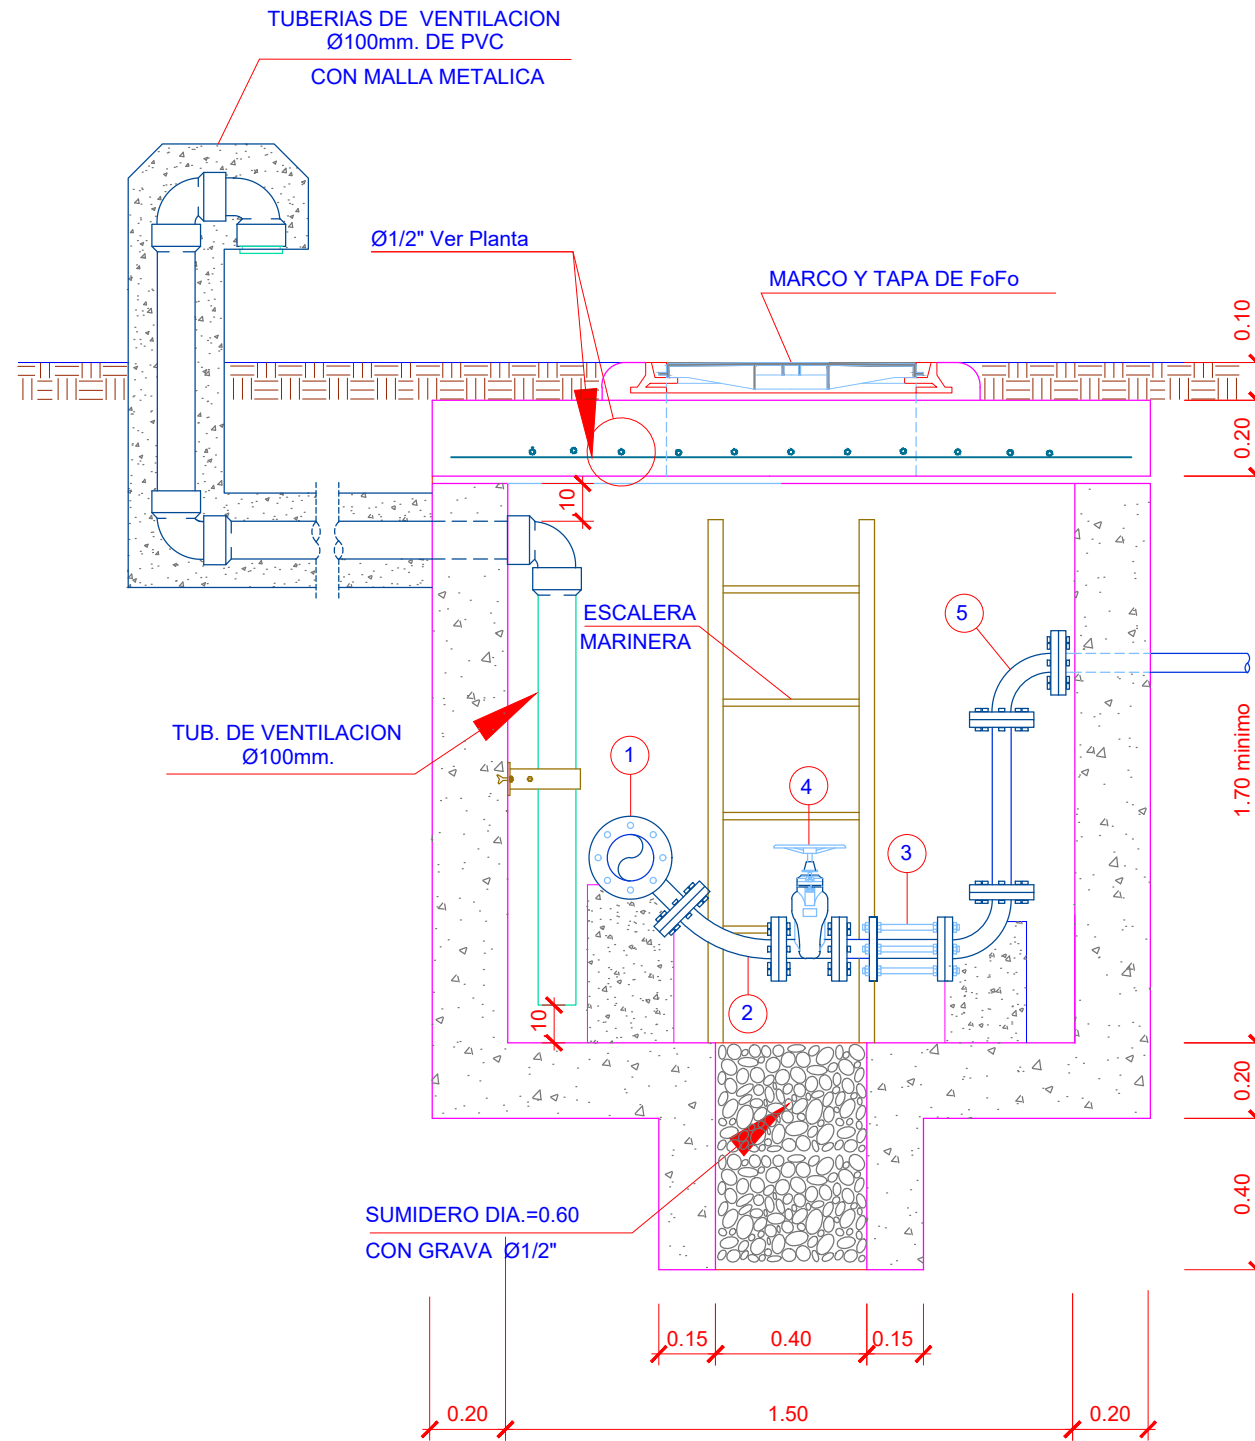 TUBERIAS DE VENTILACION
Ø100mm. DE PVC
CON MALLA METALICA
Ø1/2" Ver Planta
MARCO Y TAPA DE FoFo
0.10
0.20
10
ESCALERA
MARINERA
5
TUB. DE VENTILACION
Ø100mm.
1
4
3
1.70 minimo
2
10
0.20
0.40
SUMIDERO DIA.=0.60
CON GRAVA Ø1/2"
0.15
0.40
0.15
0.20
1.50
0.20